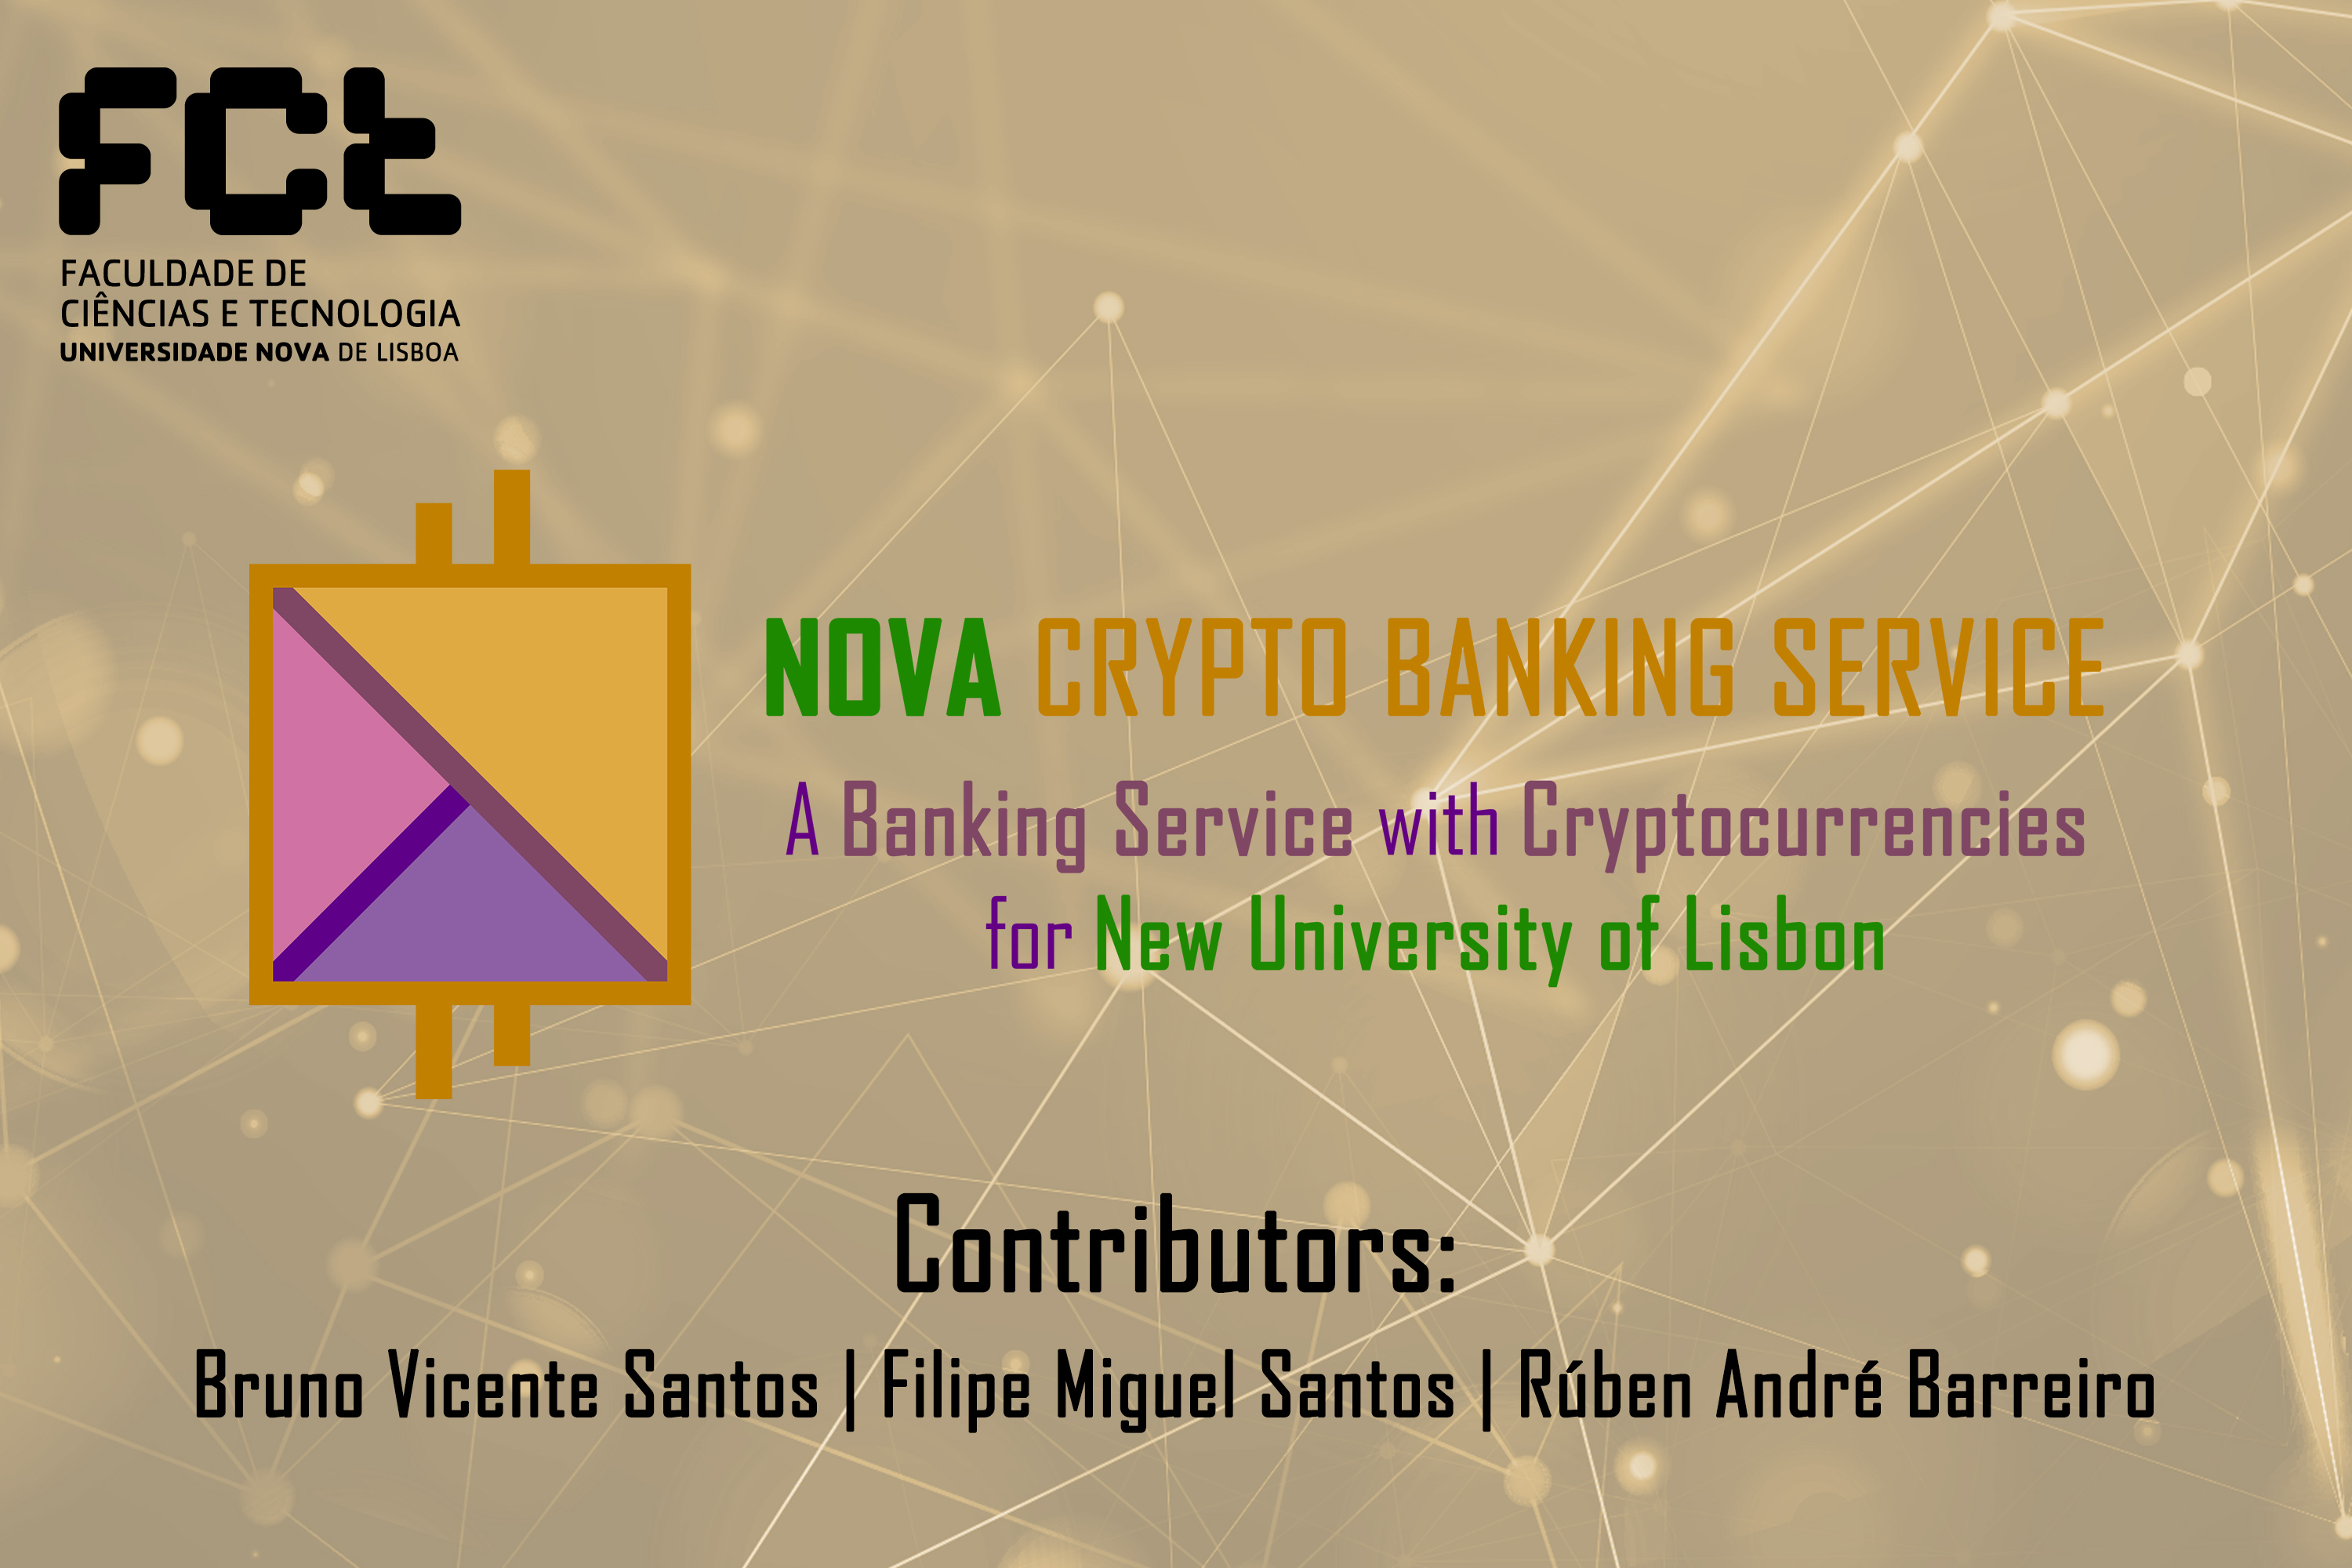 FCt
FACULDADE DE
CIÊNCIAS E TECNOLOGIA
UNIVERSIDADE NOVA DE LISBOA
NOVA CRYPTO BANKING SERVICE
A Banking Service with Cryptocurrencies
for New University of Lisbon
Contributors:
Bruno Vicente Santos | Filipe Miguel Santos | Rúben André Barreiro